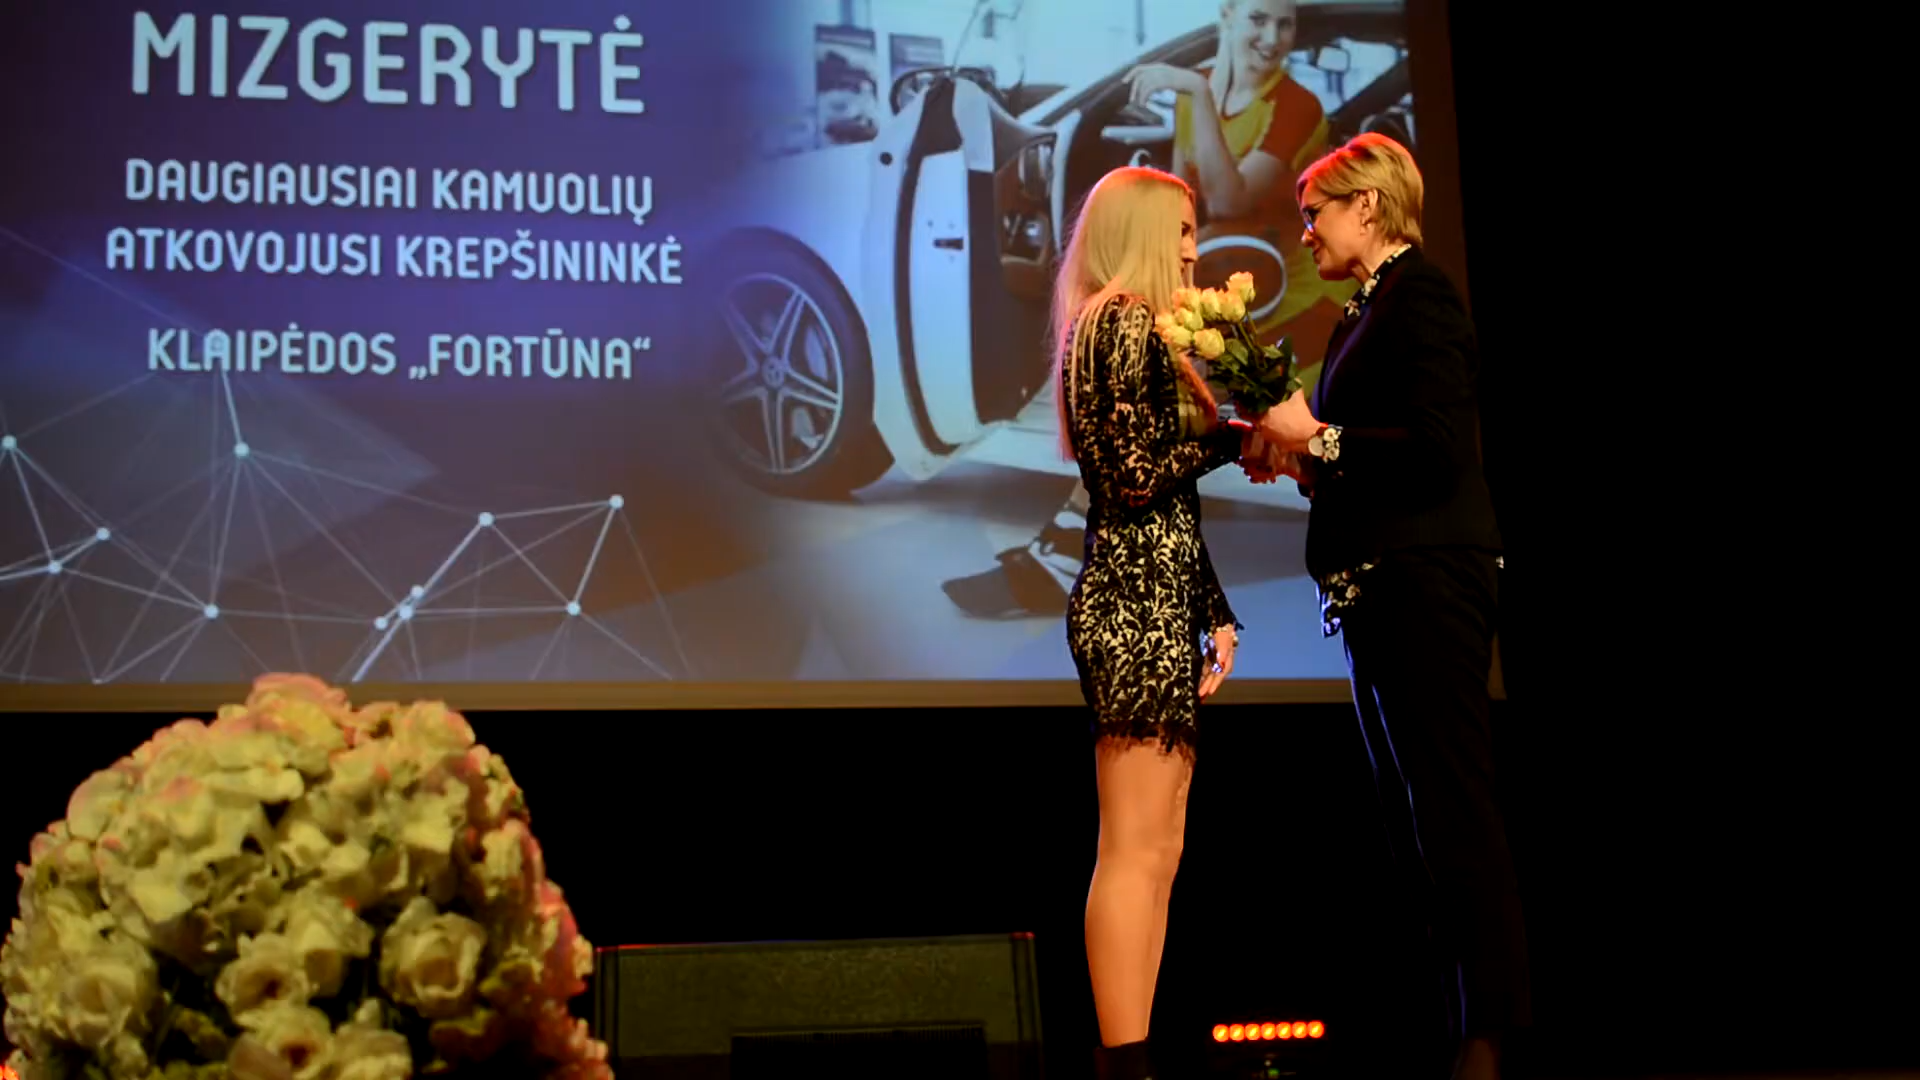 MIZGERYTĖ
DAUGIAUSIAI KAMUOLIŲ
ATKOVOJUSI KREPŠININKĖ
KLAIPĖDOS „FORTŪNA“